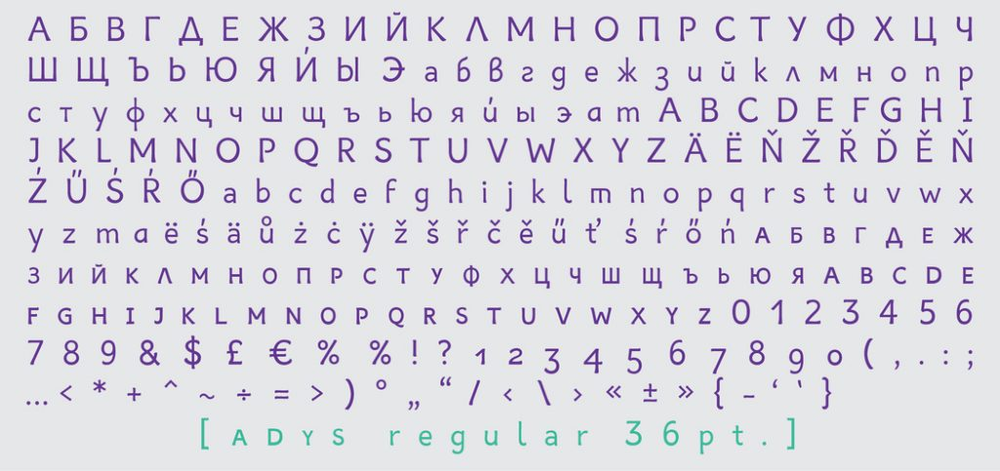 А Б В Г Д Е Ж З И Й К Л М Н О П Р С Т У Ф Х Ц Ч
Ш Щ Ъ Ь Ю Я И́ Ы Э а б в г д е ж з и й к л м н о п р
с т у ф х ц ч ш щ ъ ь ю я и́ ы э а т A B C D E F G H I
J K L M N O P Q R S T U V W X Y Z Ä Ë Ň Ž Ř Ď Ě Ň
Ź Ű Ś Ŕ Ő a b c d e f g h i j k l m n o p q r s t u v w x
y z m a ë ś ä ů ż ċ ÿ ž š ř č ě ű ť ś ŕ ő ń А Б В Г Д Е Ж
З И Й К Л М Н О П Р С Т У Ф Х Ц Ч Ш Щ Ъ Ь Ю Я A B C D E
F G H I J K L M N O P Q R S T U V W X Y Z 0 1 2 3 4 5 6
7 8 9 & $ £ € % % ! ? 1 2 3 4 5 6 7 8 9 0 ( , . : ;
… < * + ^ ~ ÷ = > ) ° „ “ / ‹ \ › « ± » { - ‘ ‵ }
[ ADYS regular 36pt. ]